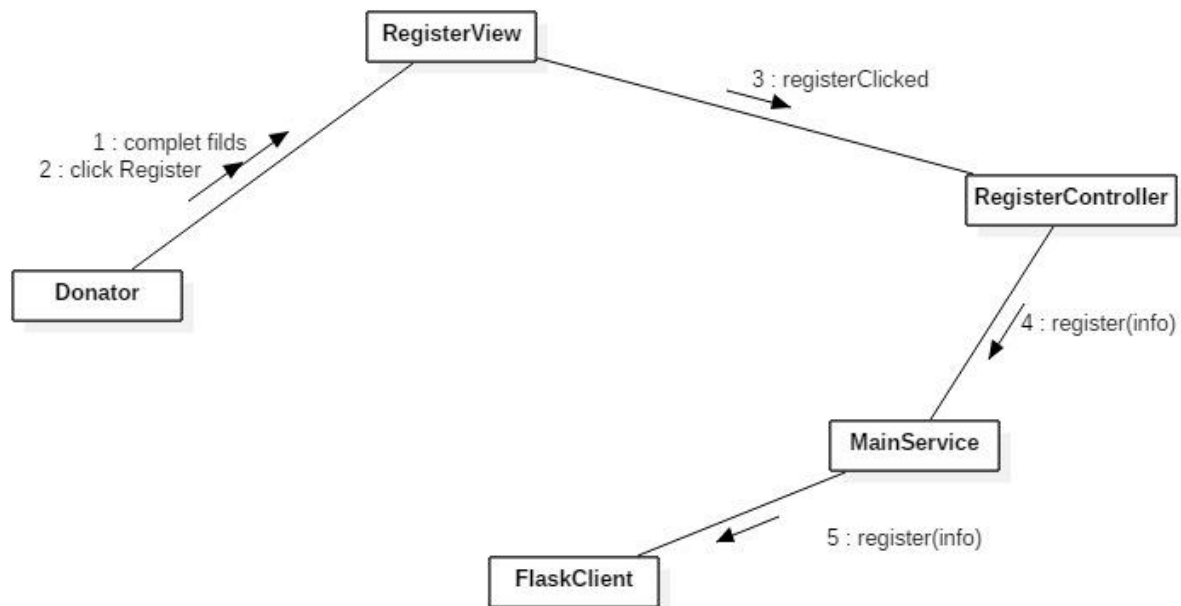 RegisterView
3 : registerClicked
1 : complet filds
2 : click Register
RegisterController
Donator
4 : register(info)
MainService
5 : register(info)
FlaskClient